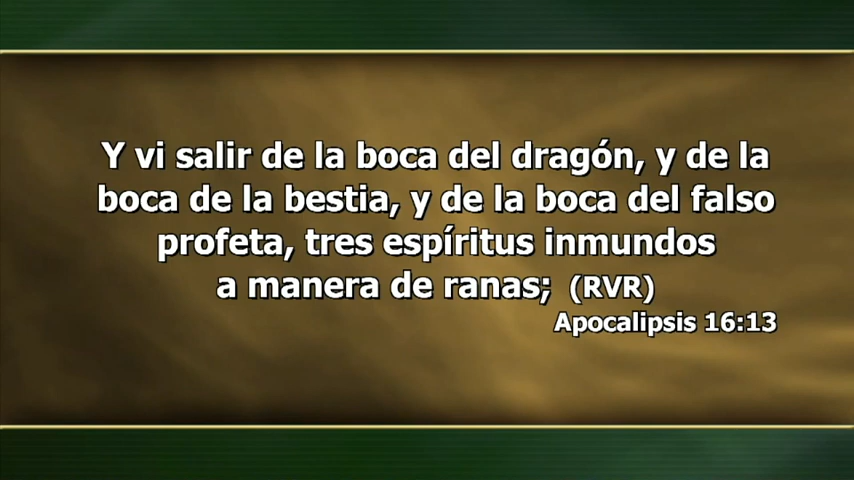 Y vi salir de la boca del dragón, y de la
boca de la bestia, y de la boca del falso
profeta, tres espíritus inmundos
a manera de ranas; (RVR)
Apocalipsis 16:13